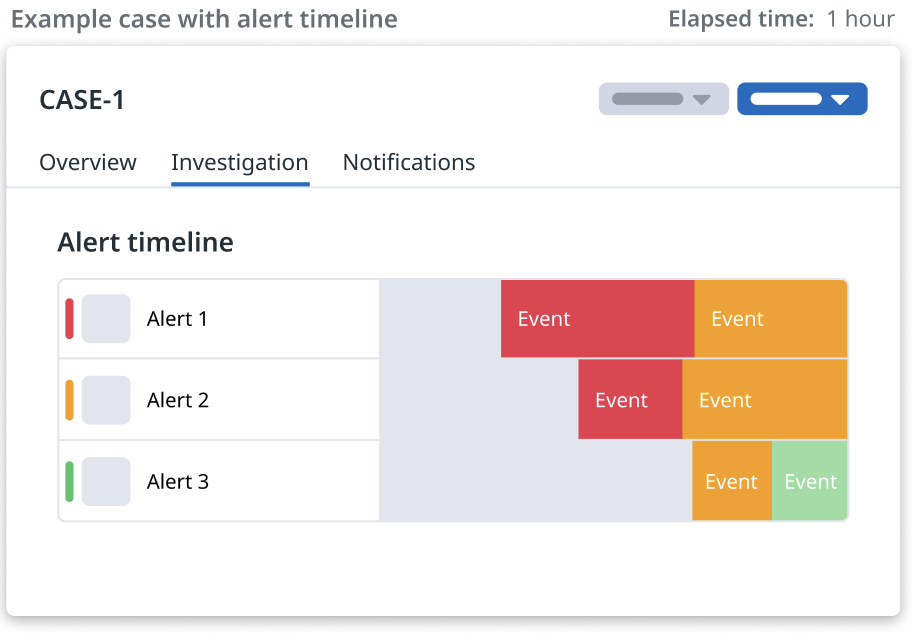 Example case with alert timeline Elapsed time: 1 hour
CASE-1
Overview Investigation Notifications
Alert timeline
Alert 1 Event Event
Alert 2 Event Event
Alert 3 Event Event